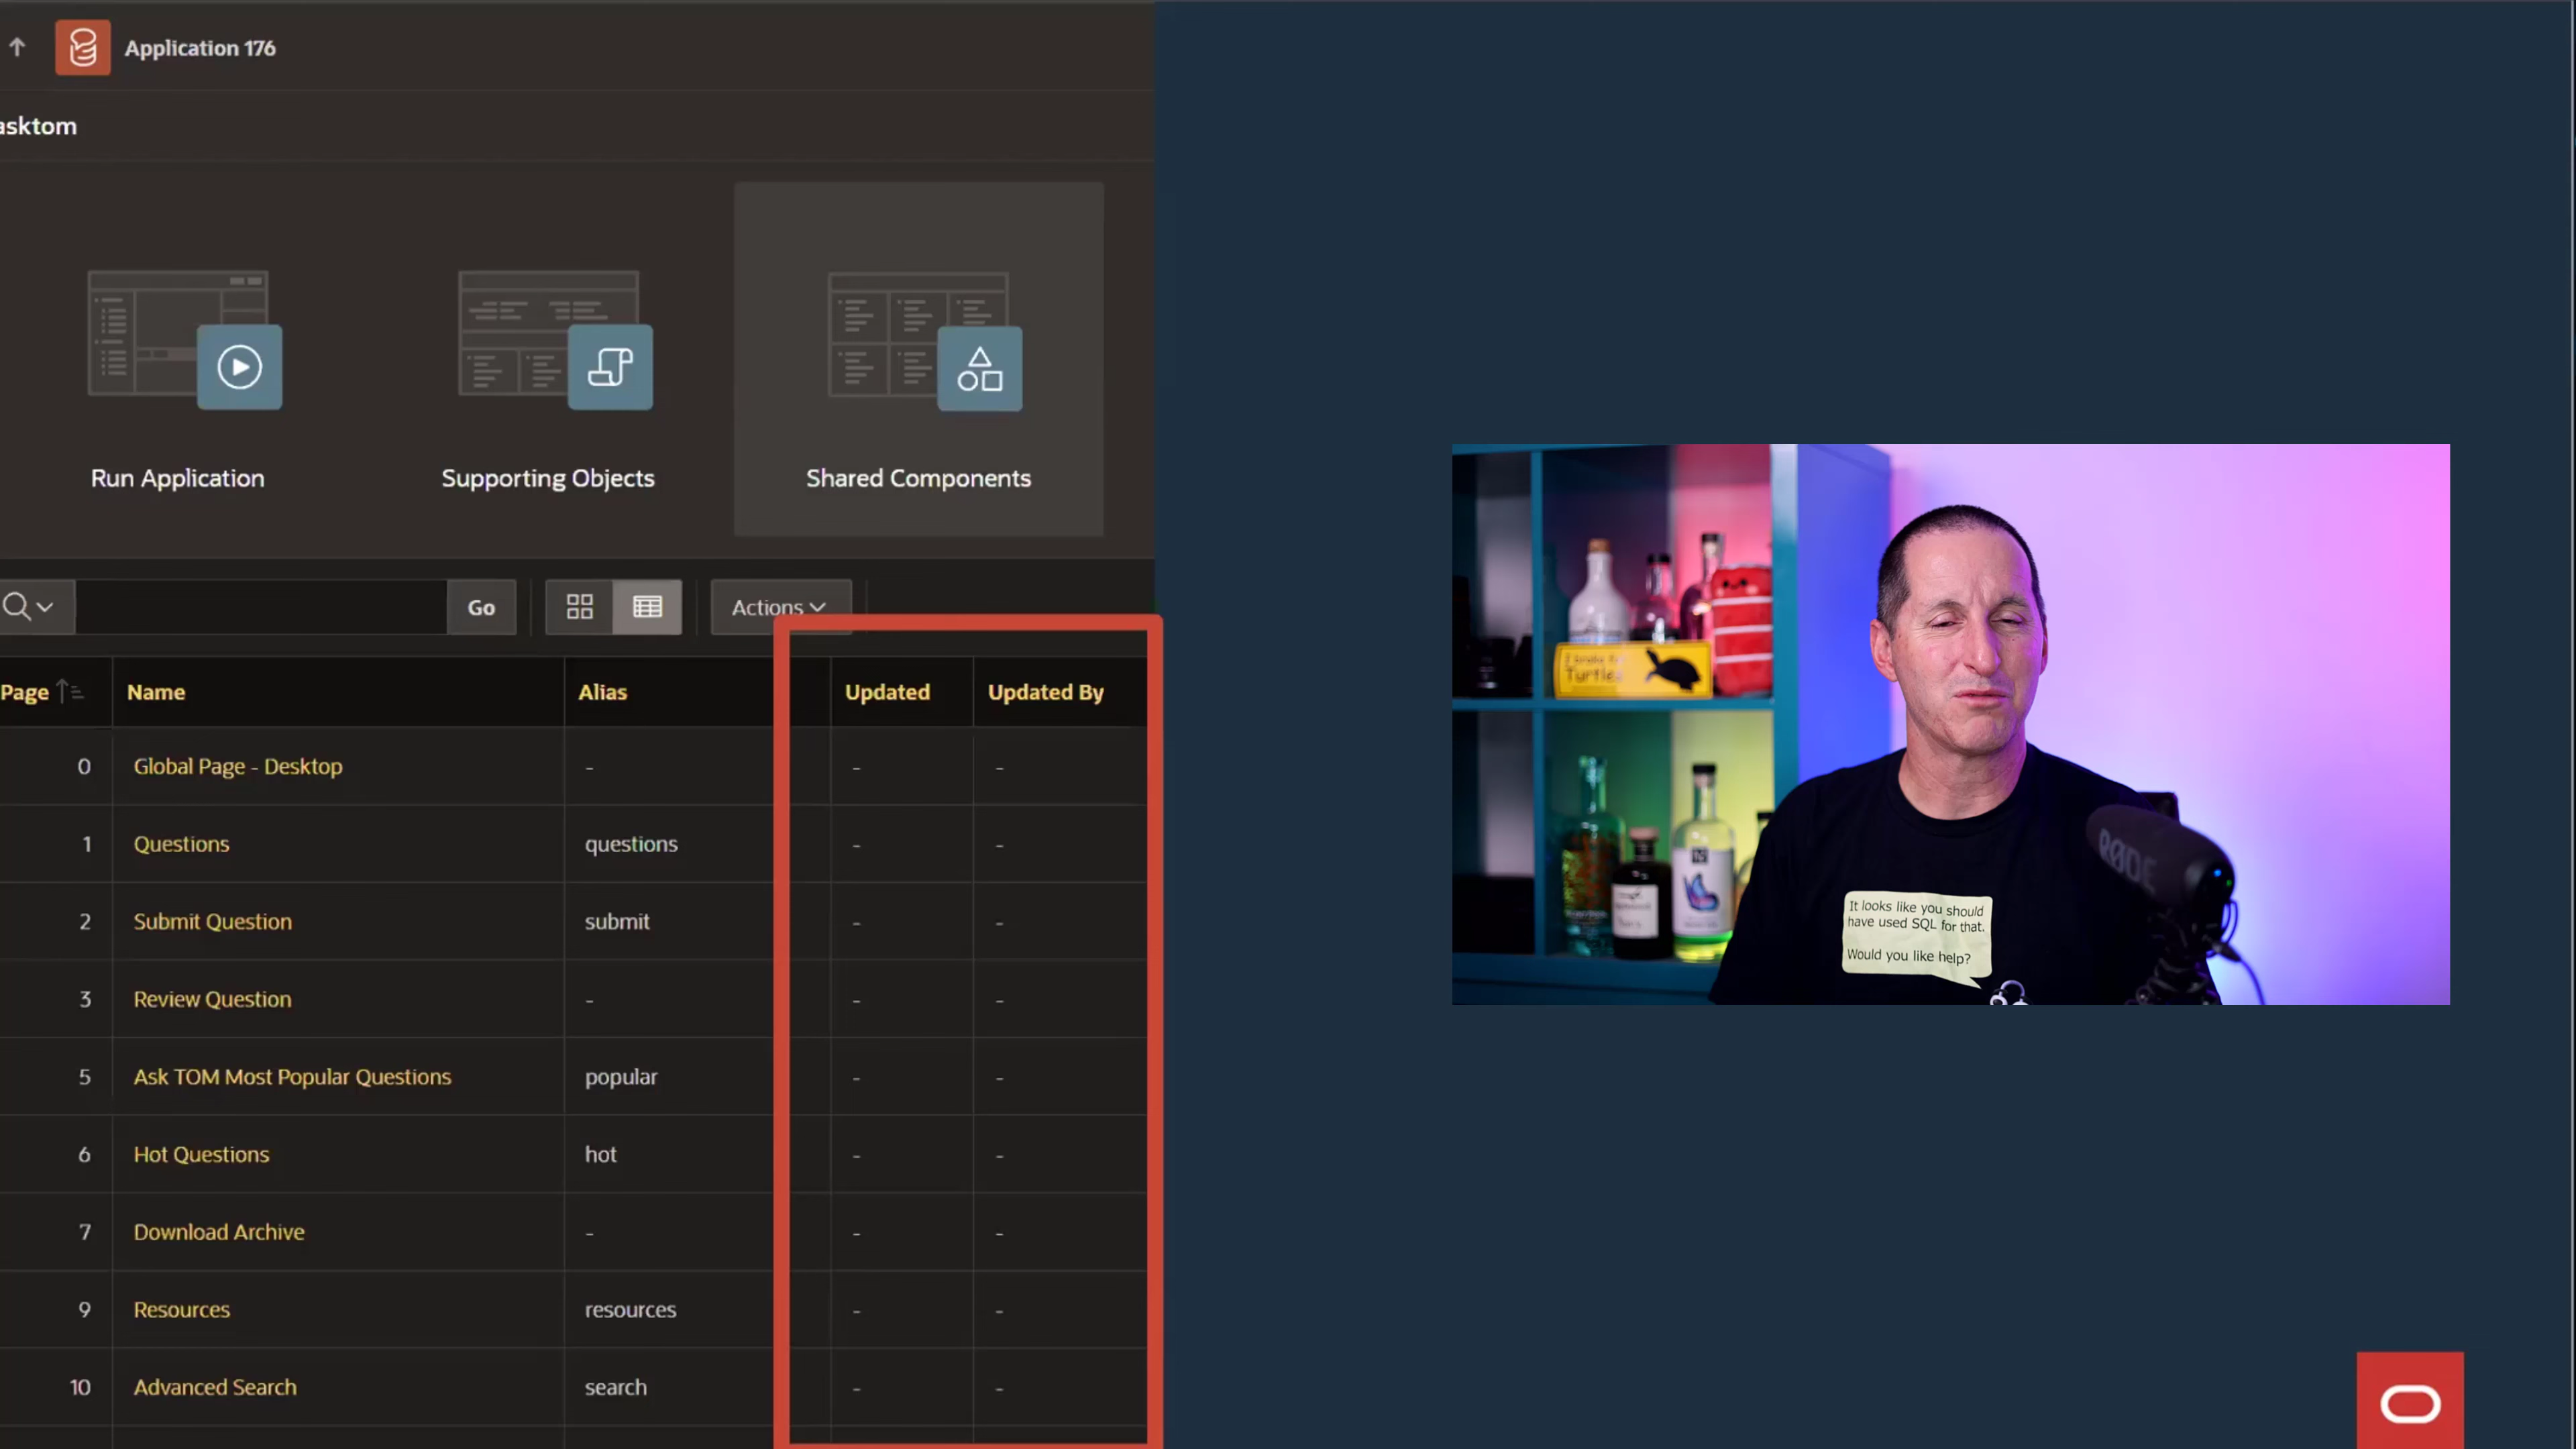 Application 176
asktom
Run Application
Supporting Objects
Shared Components
Go
Actions
Page
Name
Alias
Updated
Updated By
0 Global Page - Desktop - - -
1 Questions questions - -
2 Submit Question submit - -
3 Review Question - - -
5 Ask TOM Most Popular Questions popular - -
6 Hot Questions hot - -
7 Download Archive - - -
9 Resources resources - -
10 Advanced Search search - -
Turtles
RØDE
It looks like you should
have used SQL for that.
Would you like help?